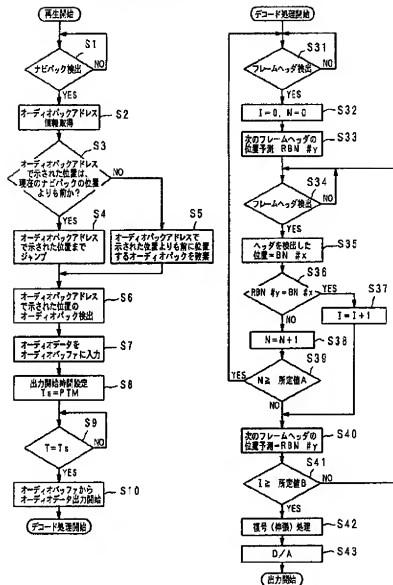 再生開始
S1
ナビパック検出
NO
YES
S2
オーディオパックアドレス
情報取得
S3
オーディオ
パックアドレス
で示された位置は、
現在のナビパックの位置
よりも前か?
NO
YES
S4
オーディオパックアドレス
で示された位置まで
ジャンプ
S5
オーディオパックアドレスで
示された位置よりも前に位置
するオーディオパックを破棄
S6
オーディオパックアドレス
で示された位置の
オーディオパック検出
S7
オーディオデータを
オーディオバッファに入力
S8
出力開始時間設定
Ts=PTM
S9
T=Ts
NO
YES
オーディオバッファから
オーディオデータ出力開始
S10
デコード処理開始
デコード処理開始
S31
フレームヘッダ検出
NO
YES
S32
I=0, N=0
S33
次のフレームヘッダの
位置予測 RBN #y
S34
フレームヘッダ検出
NO
YES
S35
ヘッダを検出した
位置=BN #x
S36
RBN #y=BN #x
YES
S37
I=I+1
NO
N=N+1
S38
S39
YES
N≧ 所定値A
NO
S40
次のフレームヘッダの
位置予測=RBN #y
S41
I≧ 所定値B
NO
YES
復号(伸張)処理
S42
D/A
S43
出力開始